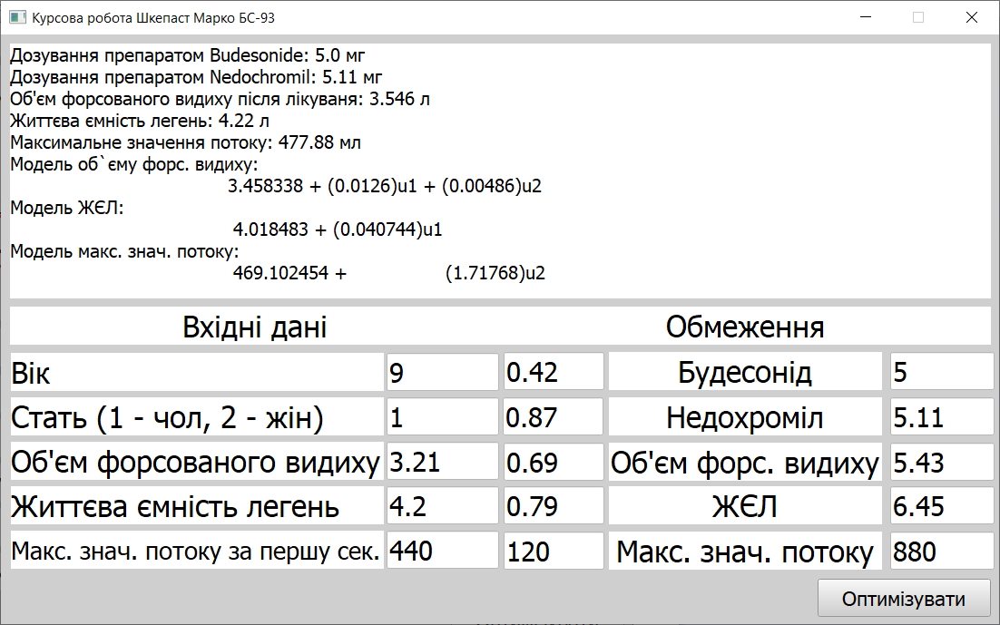 Курсова робота Шкепаст Марко БС-93
Дозування препаратом Budesonide: 5.0 мг
Дозування препаратом Nedochromil: 5.11 мг
Об'єм форсованого видиху після лікуваня: 3.546 л
Життєва ємність легень: 4.22 л
Максимальне значення потоку: 477.88 мл
Модель об`єму форс. видиху:
3.458338 + (0.0126)u1 + (0.00486)u2
Модель ЖЄЛ:
4.018483 + (0.040744)u1
Модель макс. знач. потоку:
469.102454 + (1.71768)u2
Вхідні дані Обмеження
Вік 9 0.42 Будесонід 5
Стать (1 - чол, 2 - жін) 1 0.87 Недохроміл 5.11
Об'єм форсованого видиху 3.21 0.69 Об'єм форс. видиху 5.43
Життєва ємність легень 4.2 0.79 ЖЄЛ 6.45
Макс. знач. потоку за першу сек. 440 120 Макс. знач. потоку 880
Оптимізувати